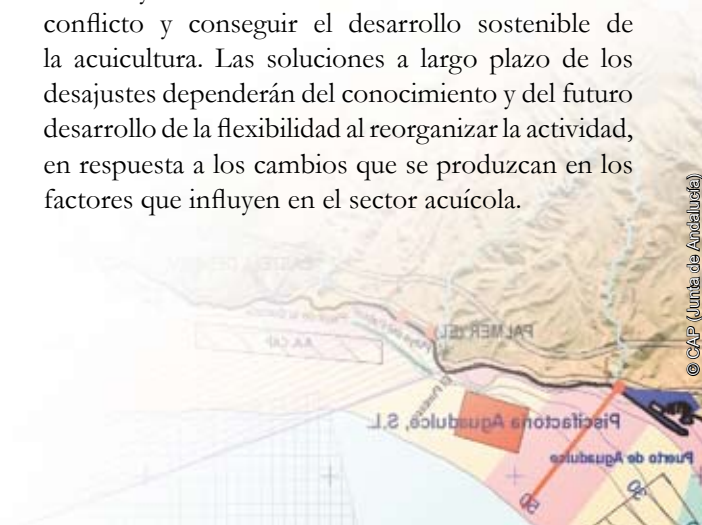 conflicto y conseguir el desarrollo sostenible de
la acuicultura. Las soluciones a largo plazo de los
desajustes dependerán del conocimiento y del futuro
desarrollo de la flexibilidad al reorganizar la actividad,
en respuesta a los cambios que se produzcan en los
factores que influyen en el sector acuícola.
© CAP (Junta de Andalucía)
PALMER (EL)
Piscifactoría Aguadulce, S.L.
Puerto de Aguadulce